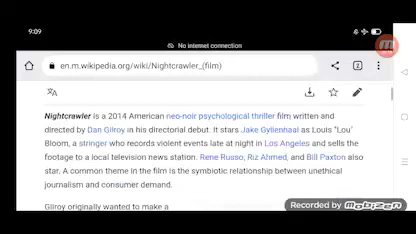 9:09
No internet connection
en.m.wikipedia.org/wiki/Nightcrawler_(film)
2
Nightcrawler is a 2014 American neo-noir psychological thriller film written and
directed by Dan Gilroy in his directorial debut. It stars Jake Gyllenhaal as Louis "Lou"
Bloom, a stringer who records violent events late at night in Los Angeles and sells the
footage to a local television news station. Rene Russo, Riz Ahmed, and Bill Paxton also
star. A common theme in the film is the symbiotic relationship between unethical
journalism and consumer demand.
Gilroy originally wanted to make a
Recorded by MOBIZEN